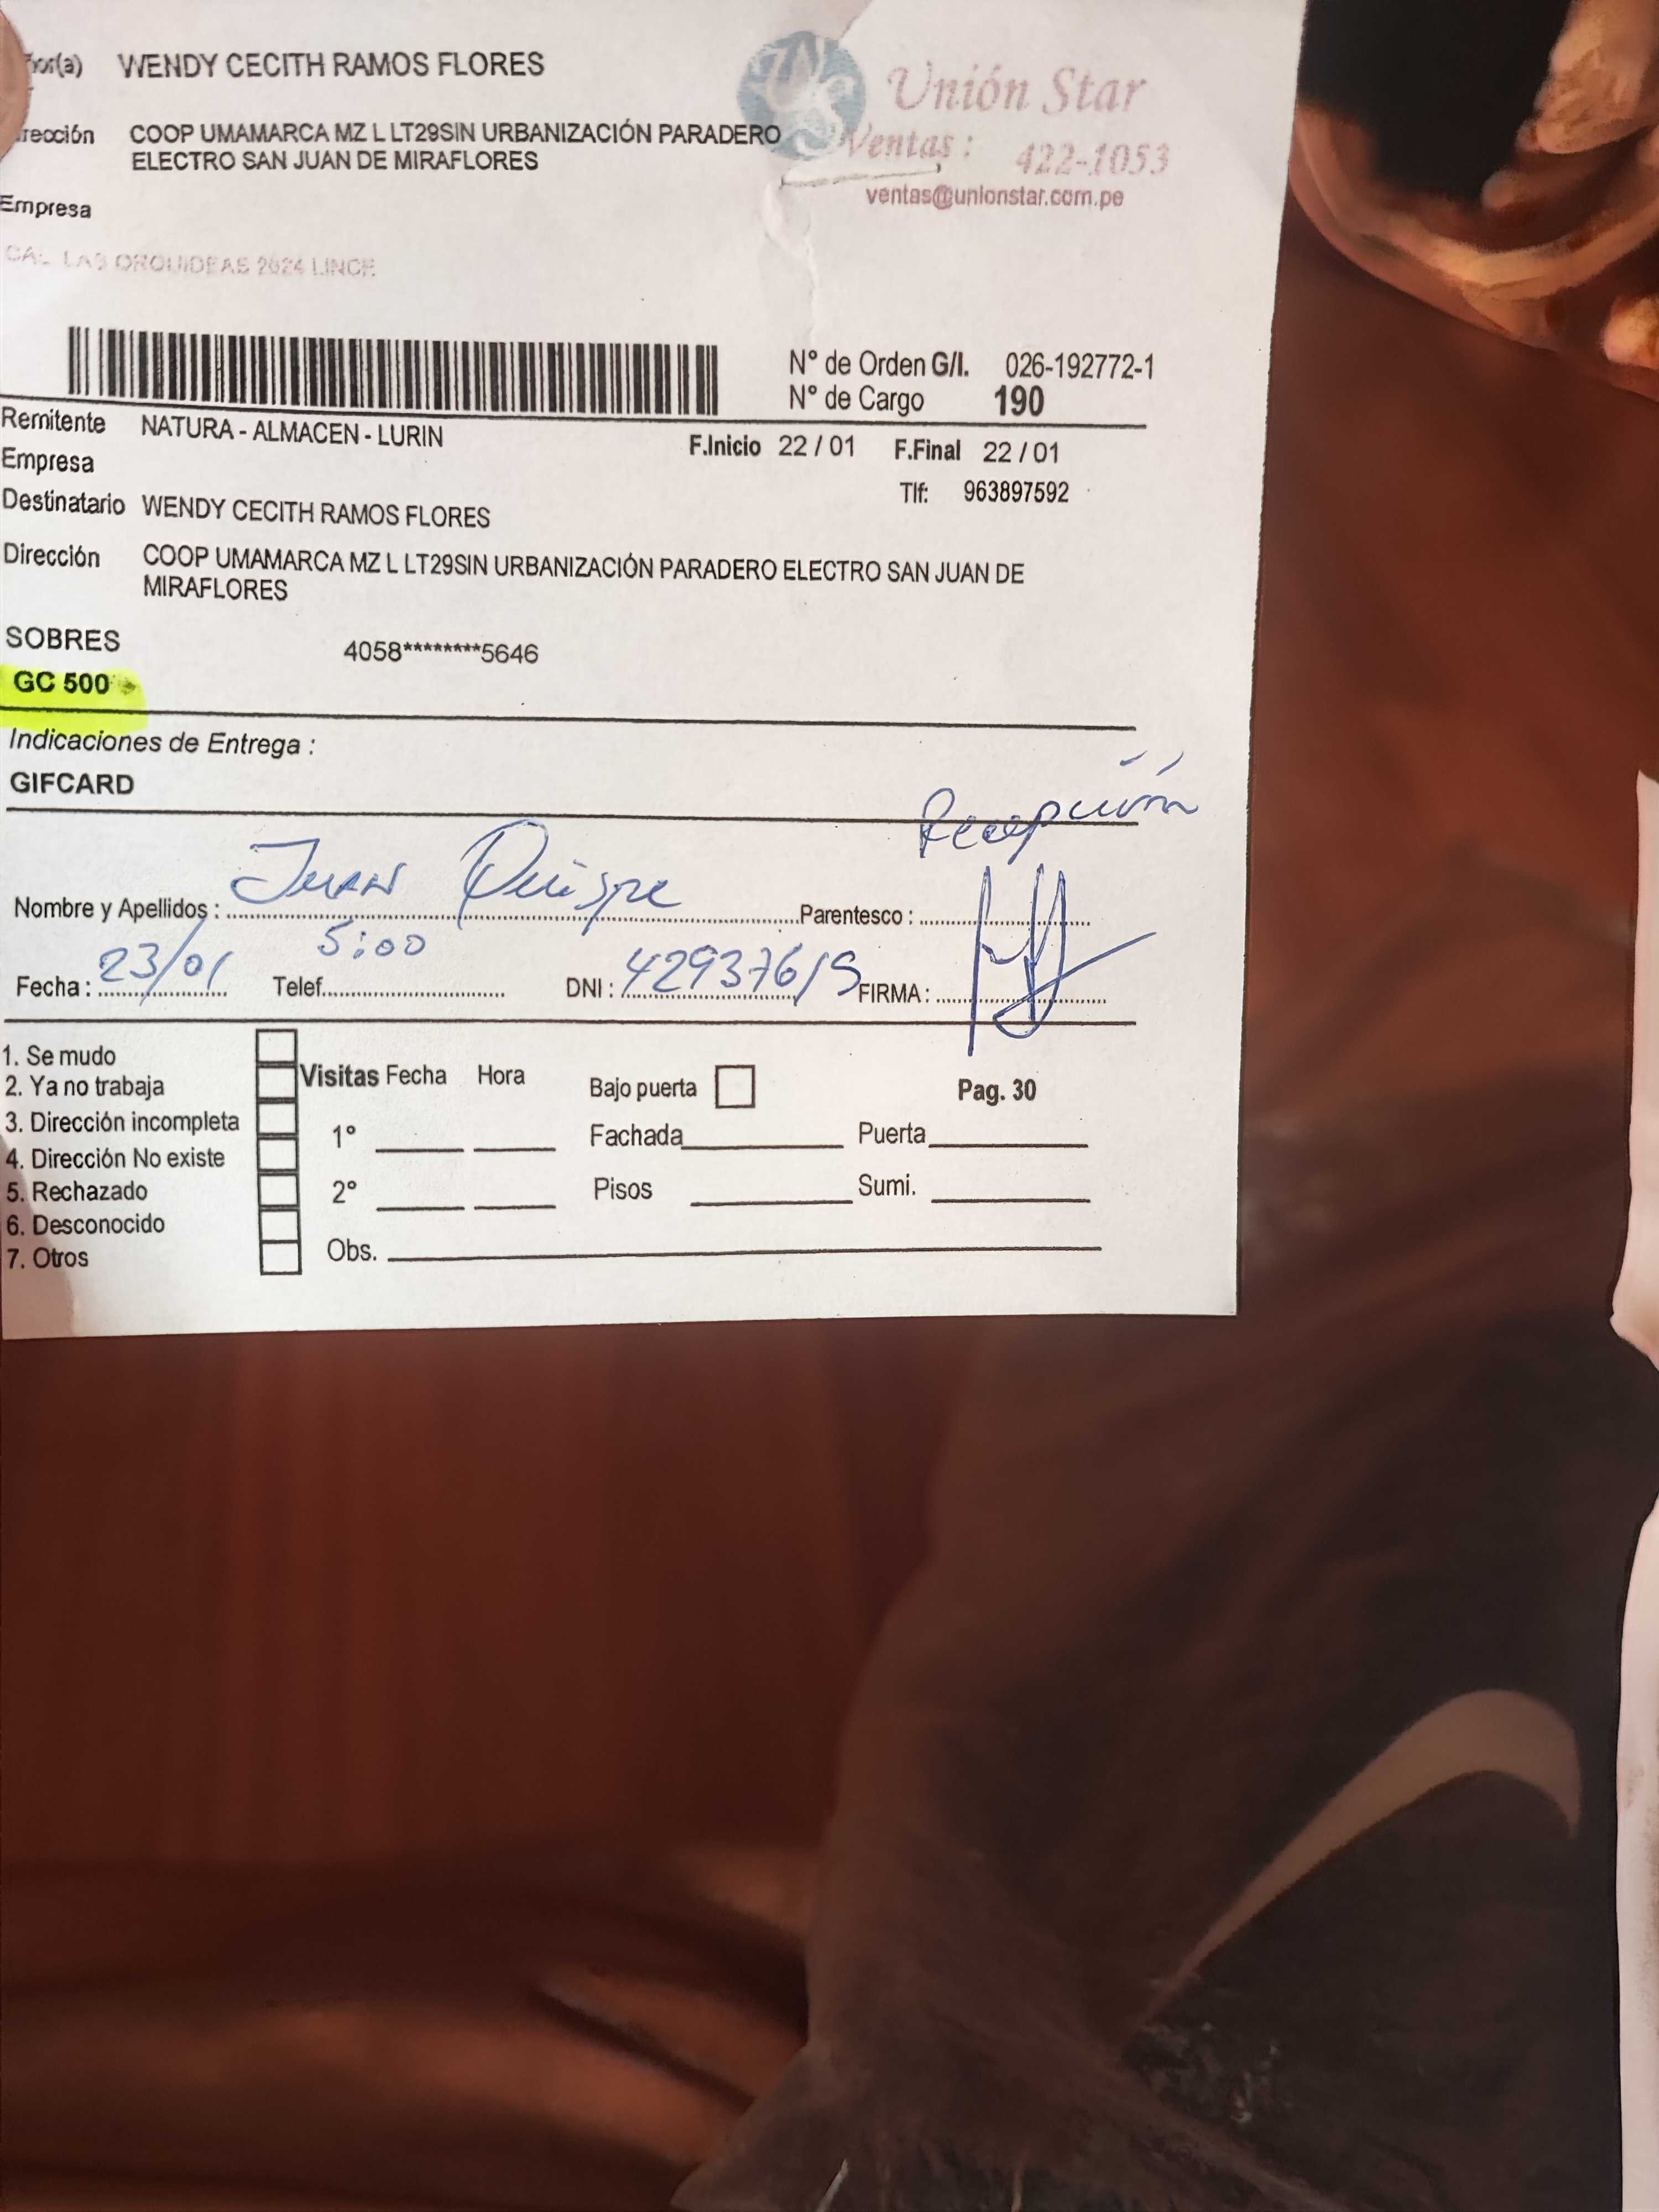 WENDY CECITH RAMOS FLORES
Unión Star
COOP UMAMARCA MZ L LT29SIN URBANIZACIÓN PARADERO
ELECTRO SAN JUAN DE MIRAFLORES
Ventas: 422-1053
ventas@unionstar.com.pe
Empresa
CAL LAS ORQUIDEAS 2624 LINCE
N° de Orden G/I. 026-192772-1
N° de Cargo 190
Remitente NATURA - ALMACEN - LURIN
F.Inicio 22 / 01 F.Final 22 / 01
Empresa
Tlf: 963897592
Destinatario WENDY CECITH RAMOS FLORES
Dirección COOP UMAMARCA MZ L LT29SIN URBANIZACIÓN PARADERO ELECTRO SAN JUAN DE
MIRAFLORES
SOBRES 4058********5646
GC 500
Indicaciones de Entrega :
GIFCARD
Recepción
Nombre y Apellidos : Juan Quispe Parentesco :
5:00
Fecha : 23/01 Telef. DNI : 42937619 FIRMA :
1. Se mudo
2. Ya no trabaja
3. Dirección incompleta
4. Dirección No existe
5. Rechazado
6. Desconocido
7. Otros
Visitas Fecha Hora
1°
2°
Obs.
Bajo puerta Pag. 30
Fachada Puerta
Pisos Sumi.